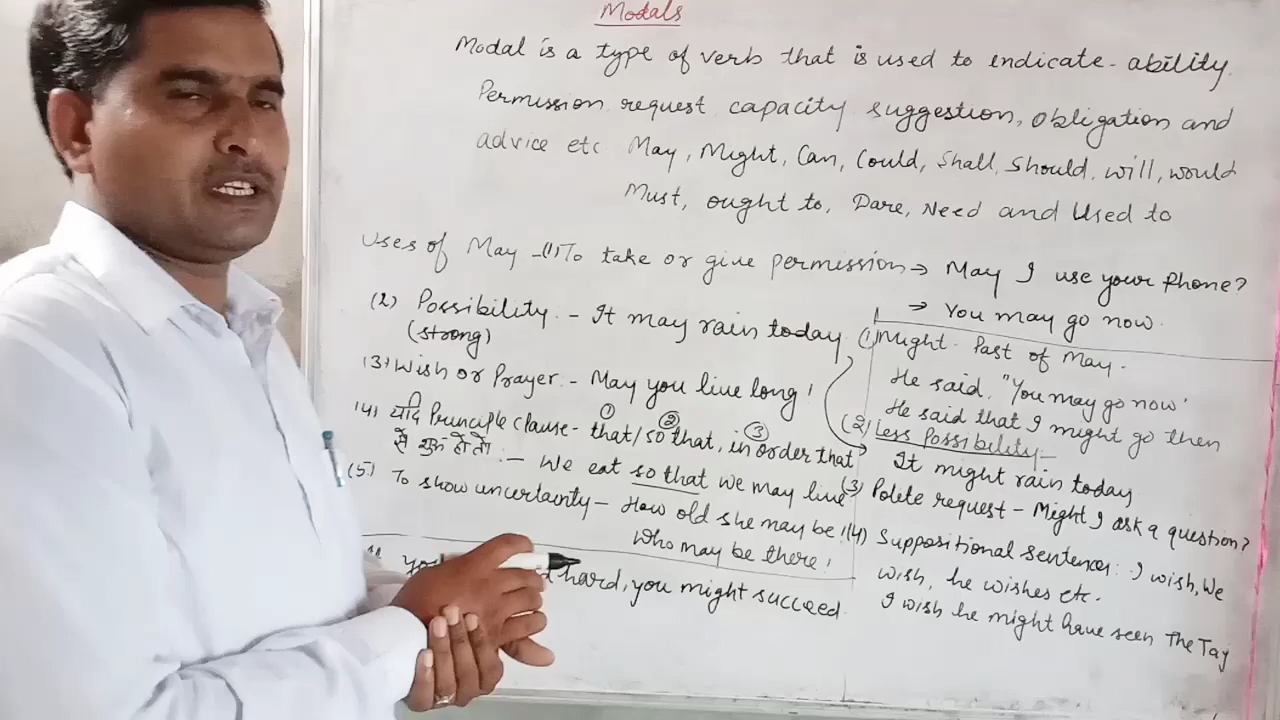 Modals
Modal is a type of verb that is used to indicate - ability.
Permission request capacity suggestion, obligation and
advice etc May, Might, Can, Could, Shall, Should, will, would
Must, ought to, Dare, Need and Used to
Uses of May - (1) To take or give permission → May I use your Phone?
→ You may go now.
(2) Possibility. - It may rain today
(strong)
(3) Wish or Prayer. - May you live long!
(4) यदि Principle clause - that/so that, in order that
① ② ③
से शुरू हो तो :- We eat so that we may live
(5) To show uncertainty - How old she may be!
Who may be there!
(1) Might - Past of May.
He said, "You may go now'
He said that I might go then
(2) Less Possibility -
It might rain today
(3) Polite request - Might I ask a question?
(4) Suppositional sentences: I wish, We
wish, he wishes etc.
I wish he might have seen The Taj
hard, you might succeed.